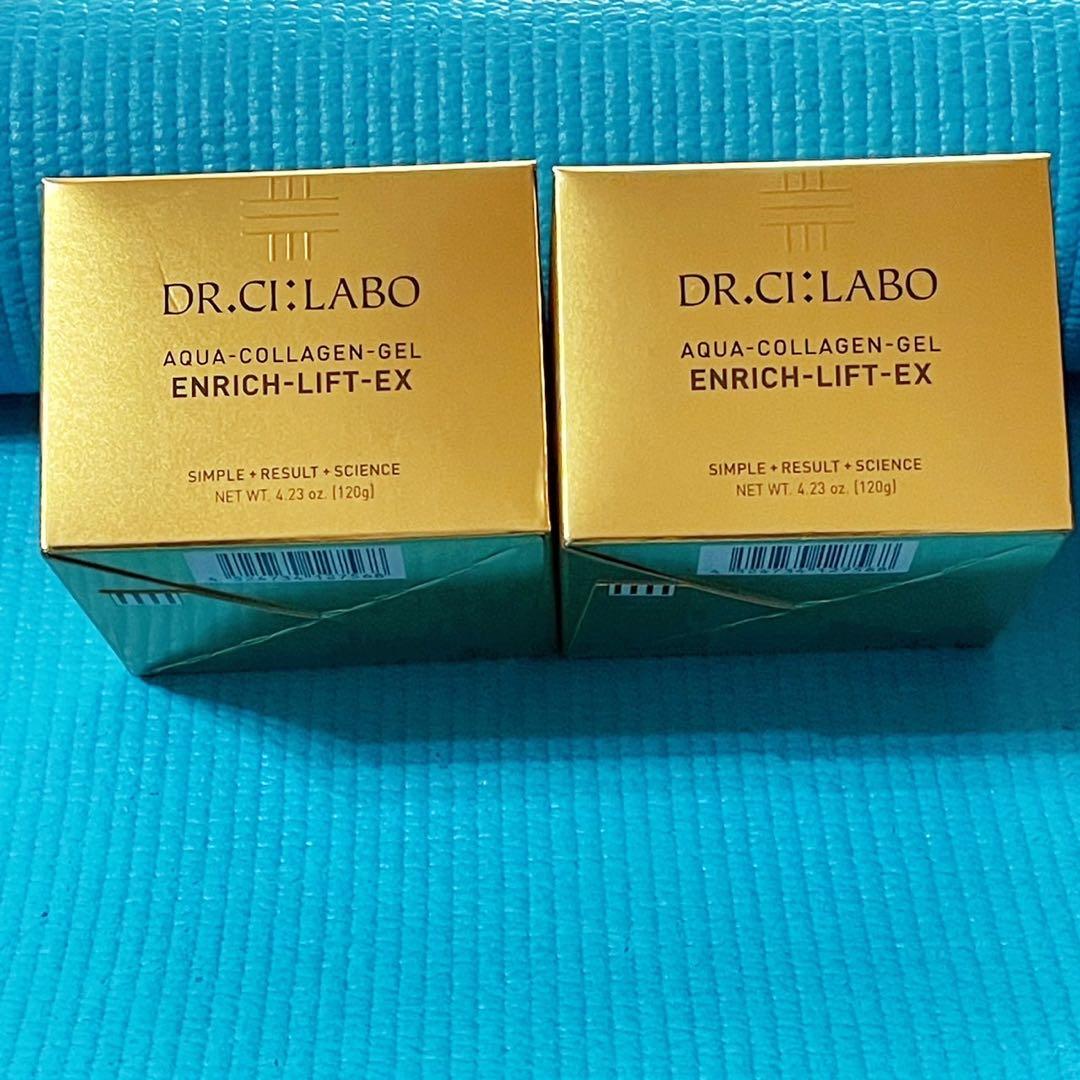 DR.CI:LABO
AQUA-COLLAGEN-GEL
ENRICH-LIFT-EX
SIMPLE + RESULT + SCIENCE
NET WT. 4.23 oz. (120g)
DR.CI:LABO
AQUA-COLLAGEN-GEL
ENRICH-LIFT-EX
SIMPLE + RESULT + SCIENCE
NET WT. 4.23 oz. (120g)